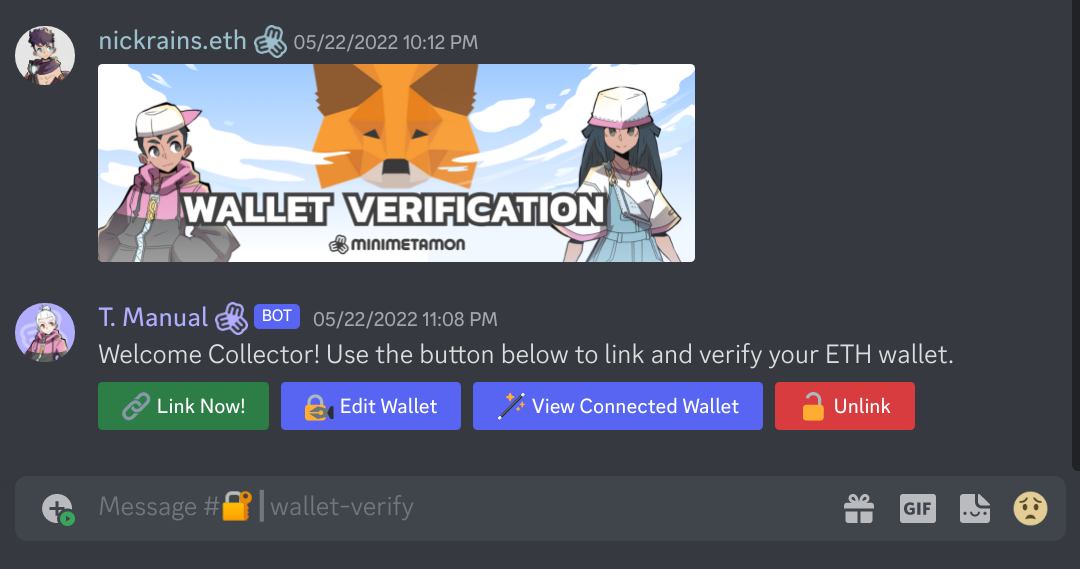 nickrains.eth 05/22/2022 10:12 PM
WALLET VERIFICATION
MINIMETAMON
T. Manual BOT 05/22/2022 11:08 PM
Welcome Collector! Use the button below to link and verify your ETH wallet.
Link Now! Edit Wallet View Connected Wallet Unlink
Message #🔐┃wallet-verify GIF